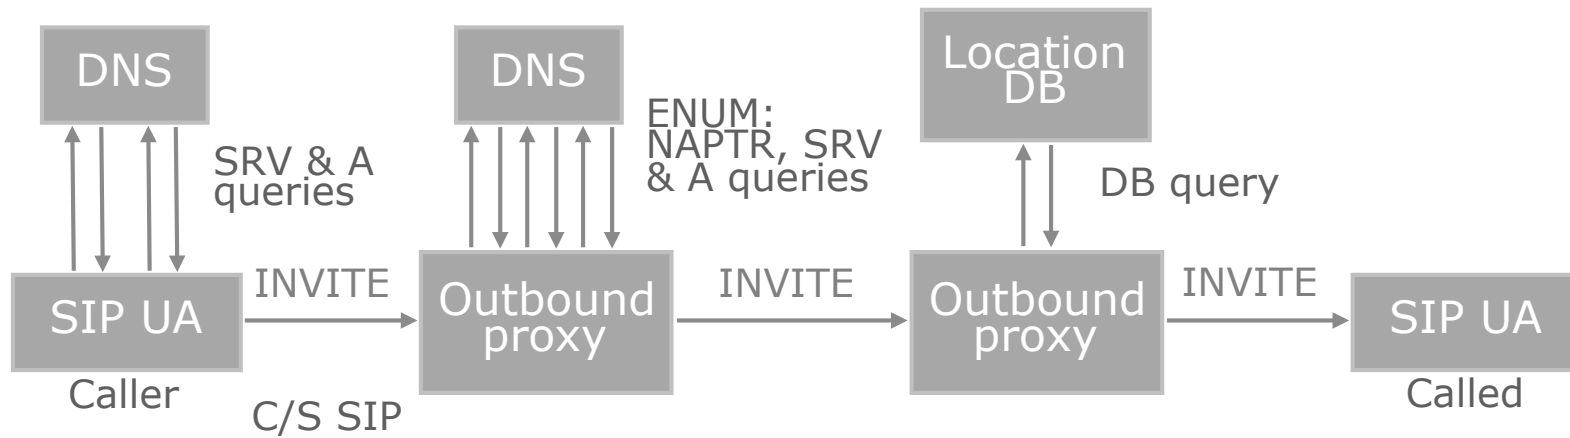 DNS
SRV & A
queries
DNS
ENUM:
NAPTR, SRV
& A queries
Location
DB
DB query
SIP UA
Caller
INVITE
C/S SIP
Outbound
proxy
INVITE
Outbound
proxy
INVITE
SIP UA
Called